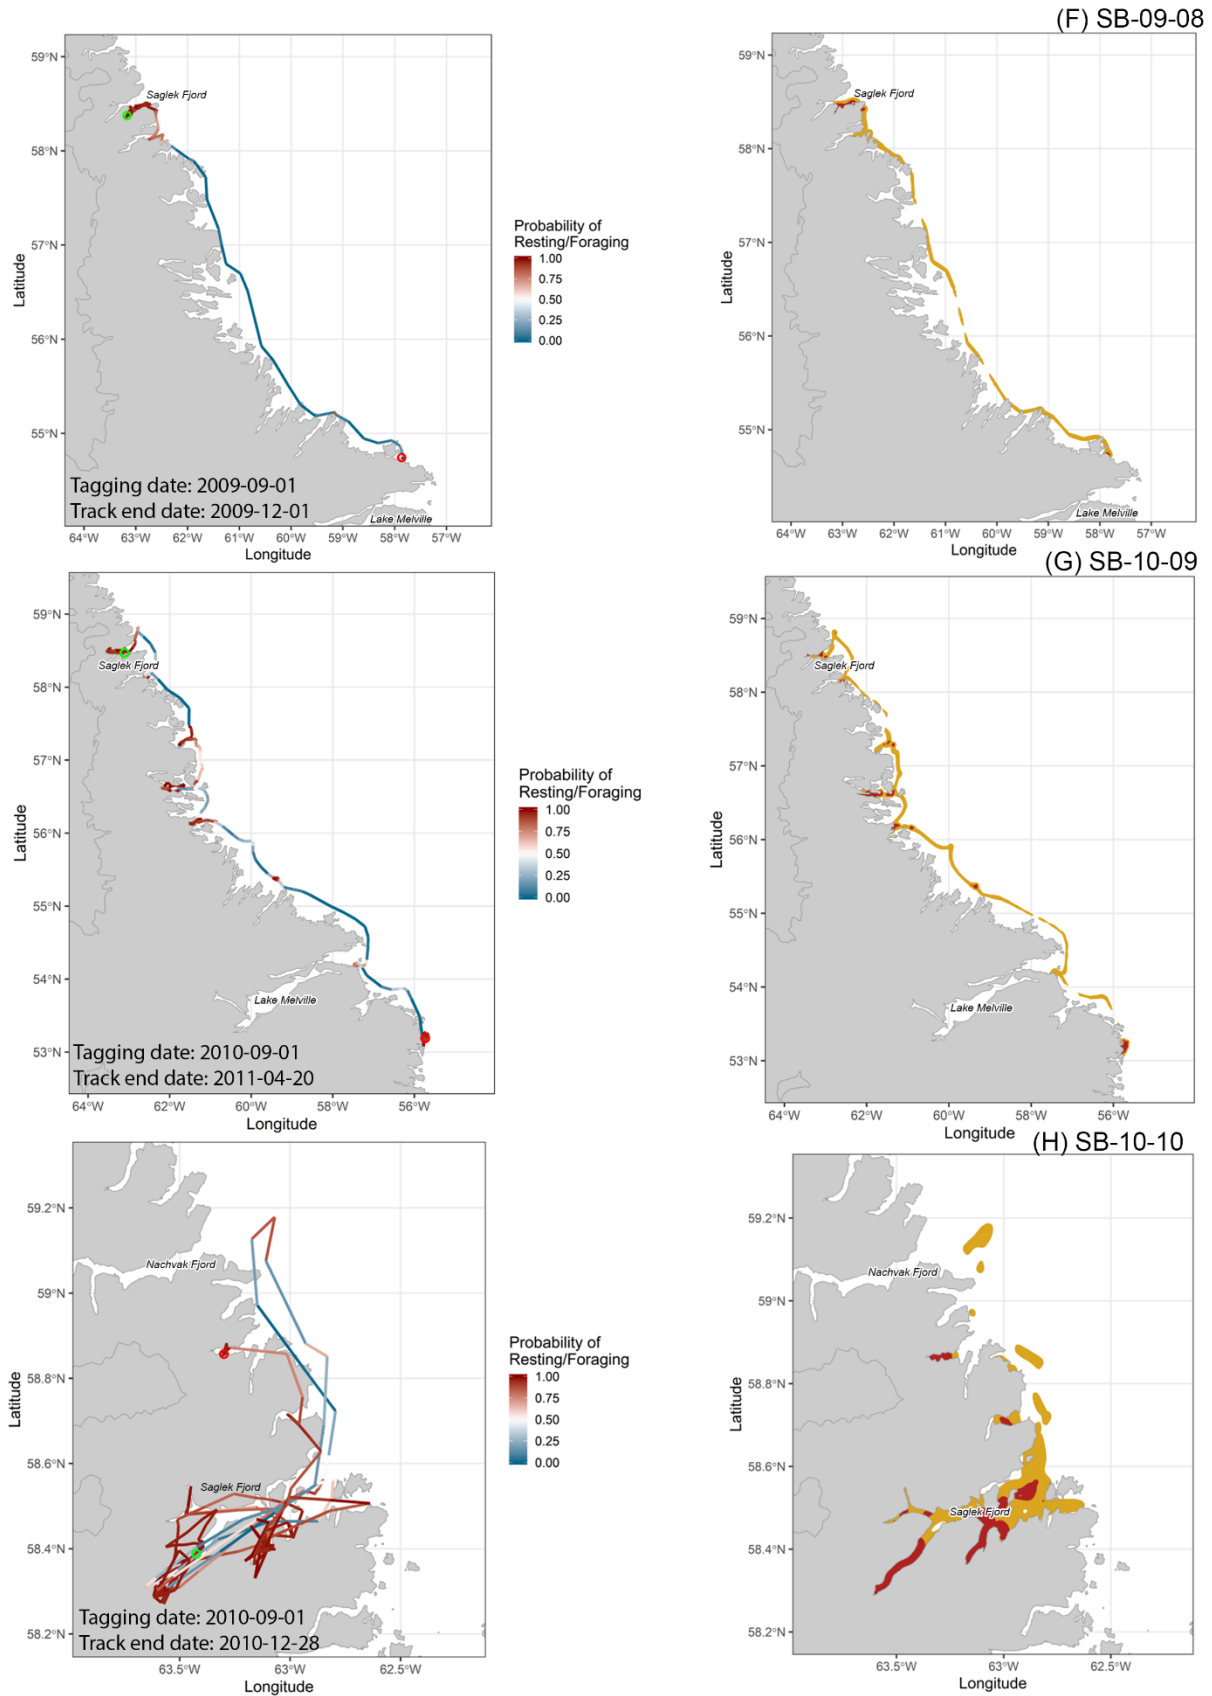 (F) SB-09-08
59°N
58°N
57°N
56°N
55°N
Latitude
Saglek Fjord
Lake Melville
Tagging date: 2009-09-01
Track end date: 2009-12-01
64°W 63°W 62°W 61°W 60°W 59°W 58°W 57°W
Longitude
Probability of
Resting/Foraging
1.00
0.75
0.50
0.25
0.00
59°N
58°N
57°N
56°N
55°N
Latitude
Saglek Fjord
Lake Melville
64°W 63°W 62°W 61°W 60°W 59°W 58°W 57°W
Longitude
(G) SB-10-09
59°N
58°N
57°N
56°N
55°N
54°N
53°N
Latitude
Saglek Fjord
Lake Melville
Tagging date: 2010-09-01
Track end date: 2011-04-20
64°W 62°W 60°W 58°W 56°W
Longitude
Probability of
Resting/Foraging
1.00
0.75
0.50
0.25
0.00
59°N
58°N
57°N
56°N
55°N
54°N
53°N
Latitude
Saglek Fjord
Lake Melville
64°W 62°W 60°W 58°W 56°W
Longitude
(H) SB-10-10
59.2°N
59°N
58.8°N
58.6°N
58.4°N
58.2°N
Latitude
Nachvak Fjord
Saglek Fjord
Tagging date: 2010-09-01
Track end date: 2010-12-28
63.5°W 63°W 62.5°W
Longitude
Probability of
Resting/Foraging
1.00
0.75
0.50
0.25
0.00
59.2°N
59°N
58.8°N
58.6°N
58.4°N
58.2°N
Latitude
Nachvak Fjord
Saglek Fjord
63.5°W 63°W 62.5°W
Longitude